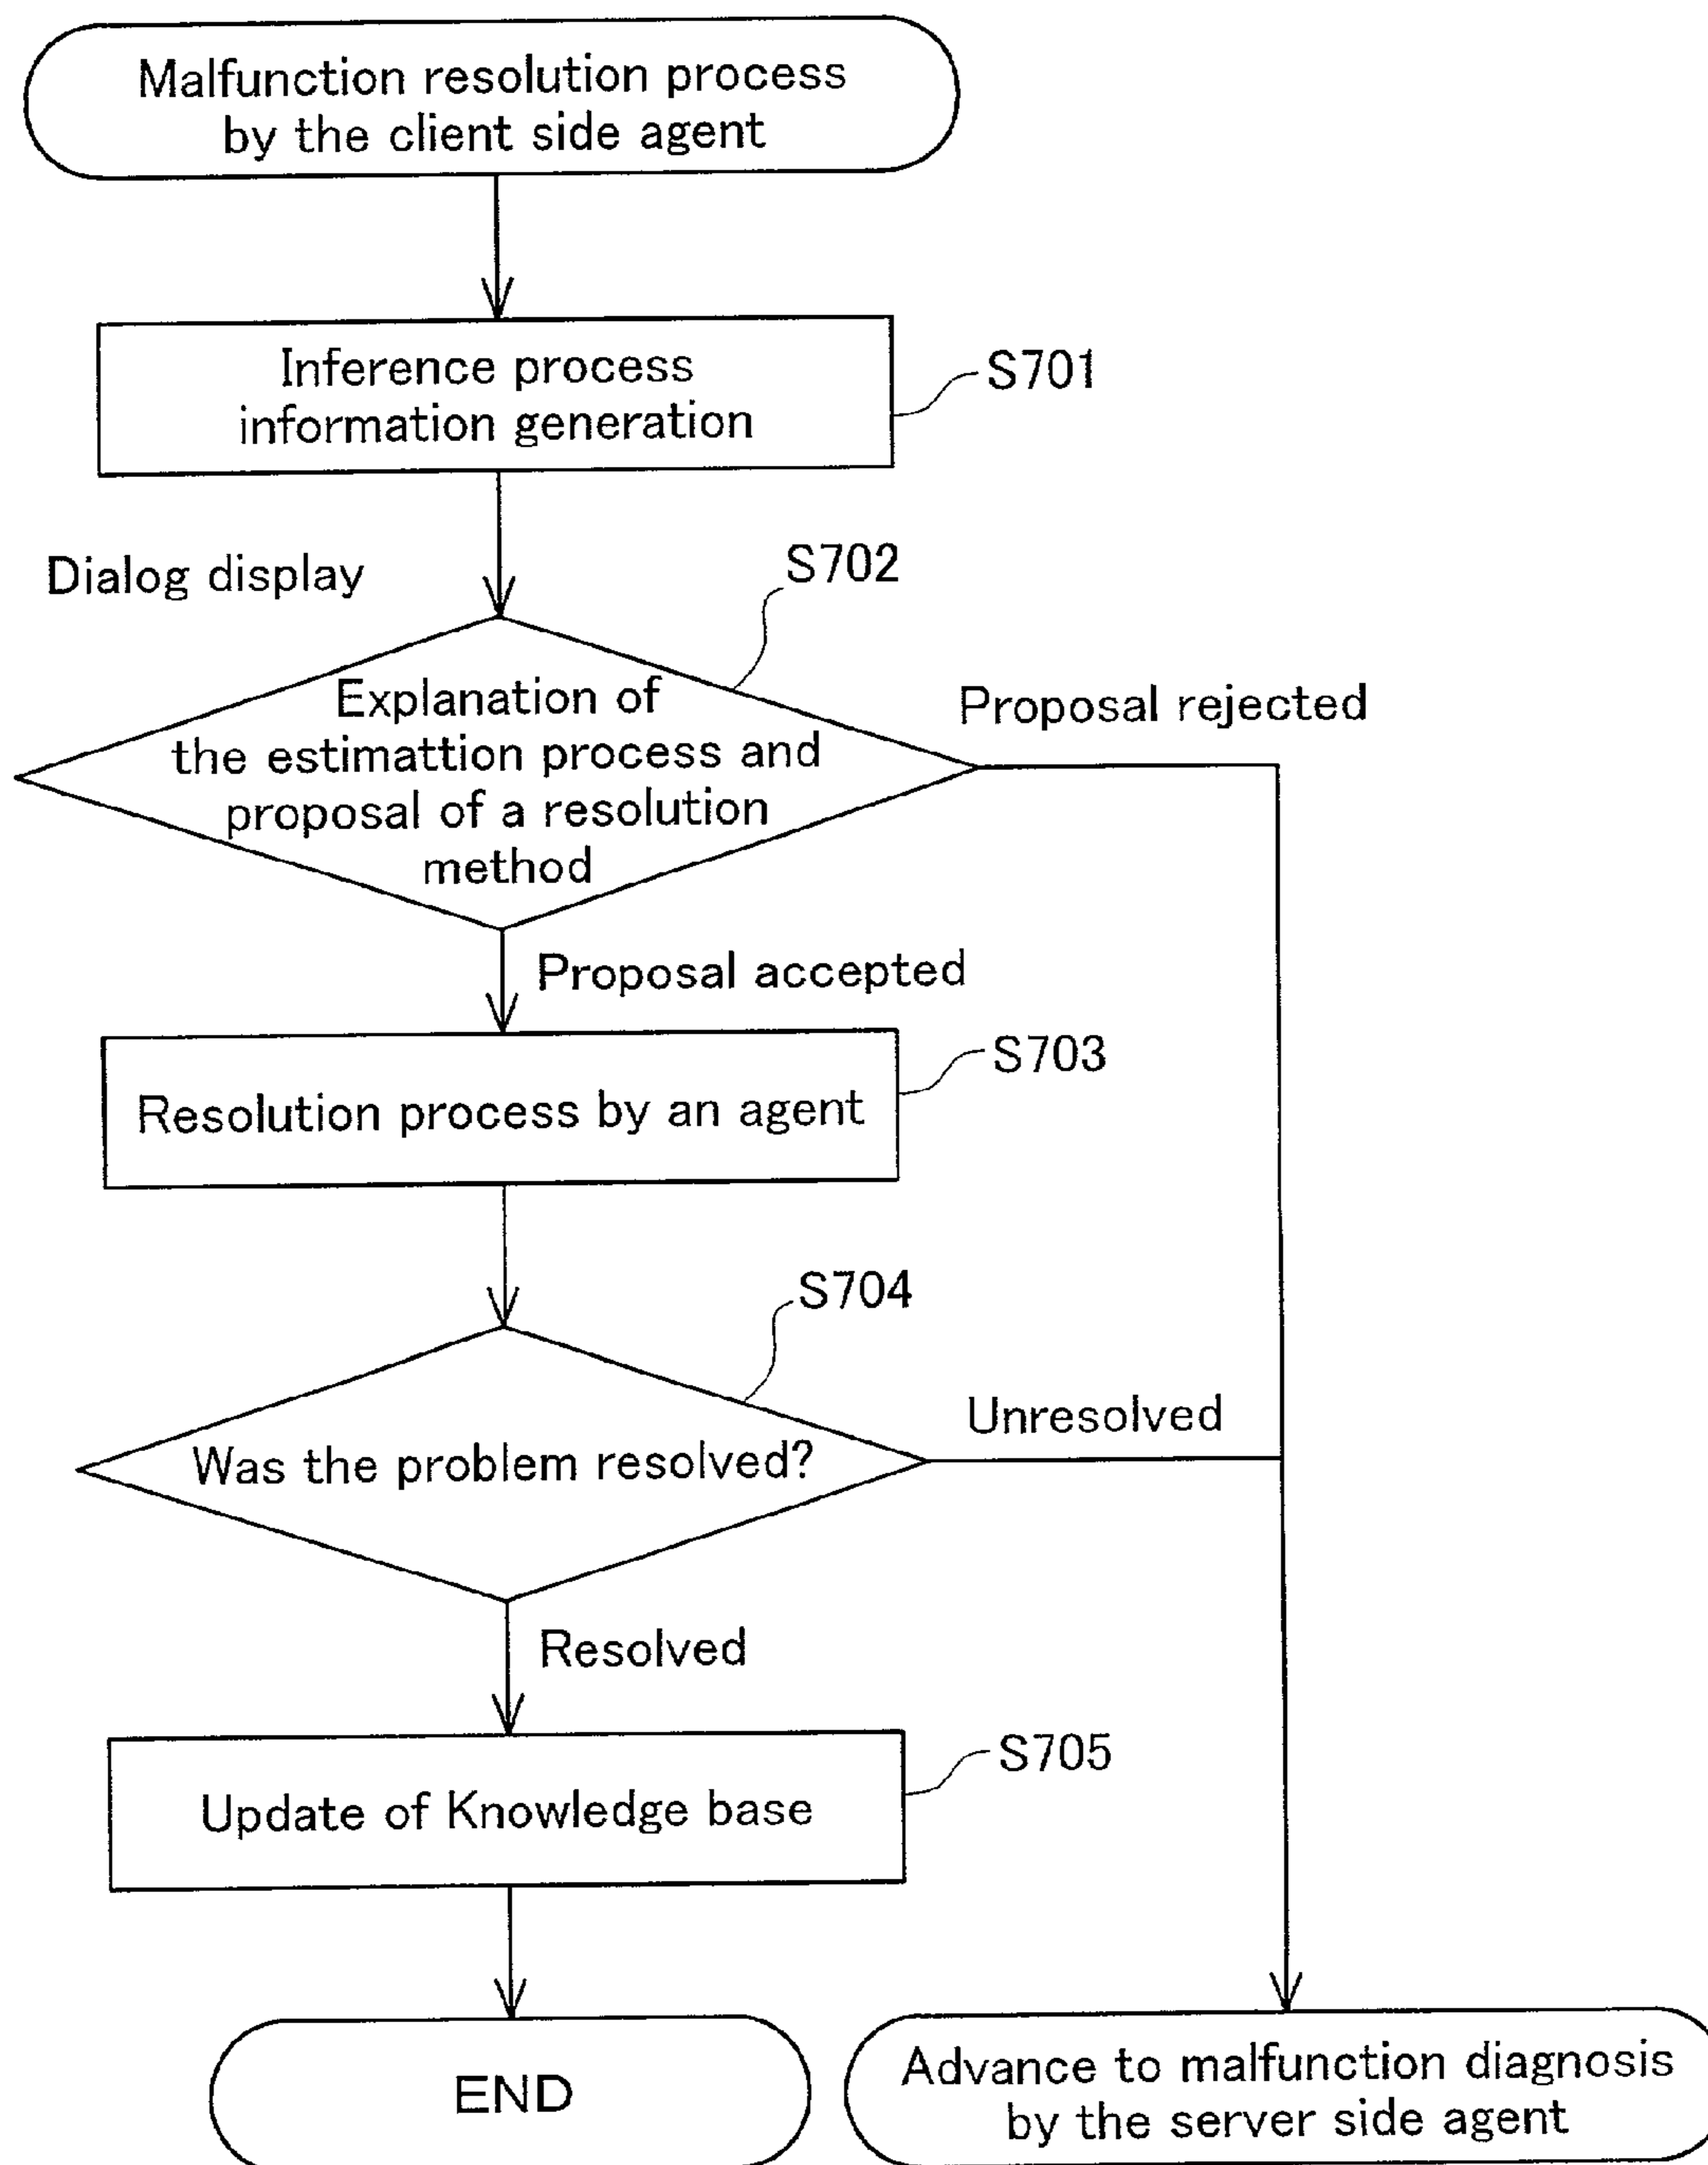 Malfunction resolution process
by the client side agent
Inference process
information generation
S701
Dialog display
S702
Explanation of
the estimattion process and
proposal of a resolution
method
Proposal rejected
Proposal accepted
Resolution process by an agent
S703
S704
Was the problem resolved?
Unresolved
Resolved
Update of Knowledge base
S705
END
Advance to malfunction diagnosis
by the server side agent